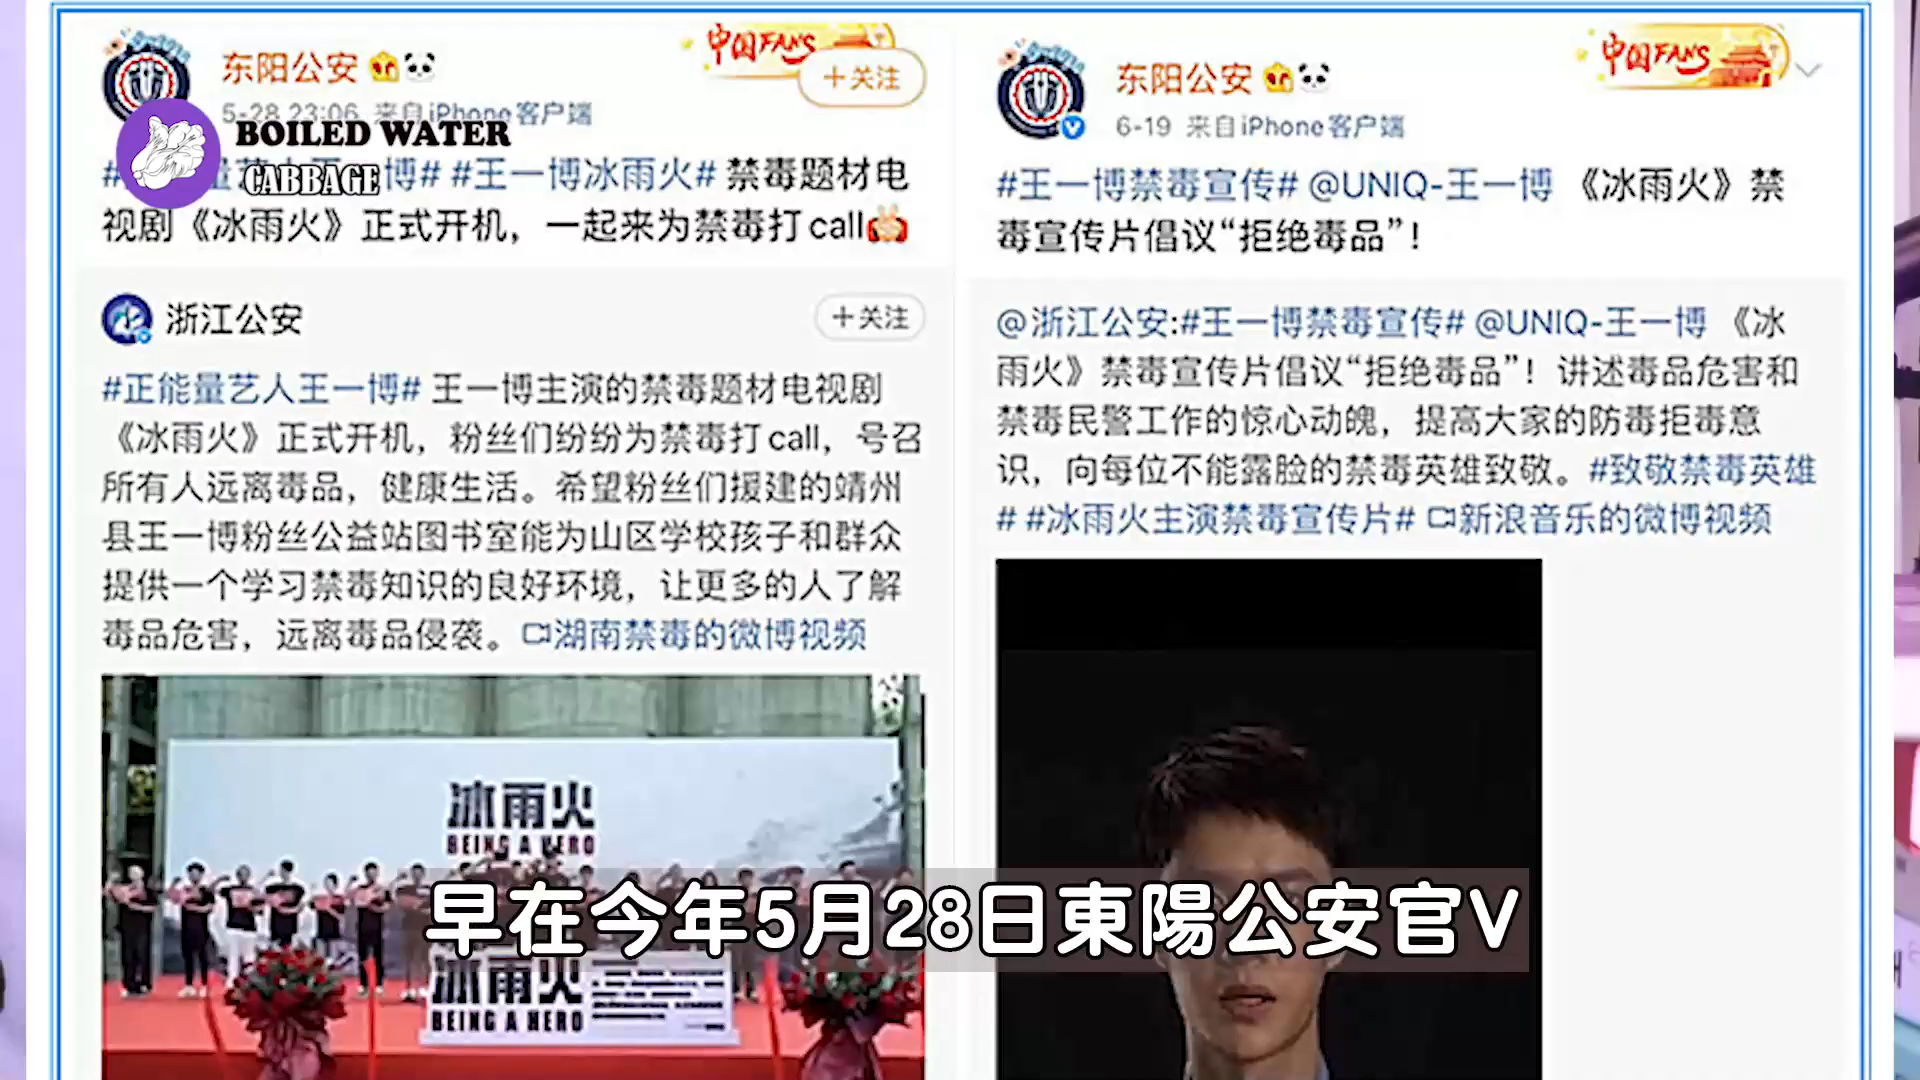 东阳公安
中国FANS
+关注
5-28 23:06 来自iPhone客户端
BOILED WATER
CABBAGE
博# #王一博冰雨火# 禁毒题材电
视剧《冰雨火》正式开机，一起来为禁毒打call
浙江公安
+关注
#正能量艺人王一博# 王一博主演的禁毒题材电视剧
《冰雨火》正式开机，粉丝们纷纷为禁毒打call，号召
所有人远离毒品，健康生活。希望粉丝们援建的靖州
县王一博粉丝公益站图书室能为山区学校孩子和群众
提供一个学习禁毒知识的良好环境，让更多的人了解
毒品危害，远离毒品侵袭。湖南禁毒的微博视频
冰雨火
BEING A HERO
冰雨火
BEING A HERO
东阳公安
中国FANS
6-19 来自iPhone客户端
#王一博禁毒宣传# @UNIQ-王一博 《冰雨火》禁
毒宣传片倡议“拒绝毒品”！
@浙江公安:#王一博禁毒宣传# @UNIQ-王一博 《冰
雨火》禁毒宣传片倡议“拒绝毒品”！讲述毒品危害和
禁毒民警工作的惊心动魄，提高大家的防毒拒毒意
识，向每位不能露脸的禁毒英雄致敬。#致敬禁毒英雄
# #冰雨火主演禁毒宣传片# 新浪音乐的微博视频
早在今年5月28日東陽公安官V